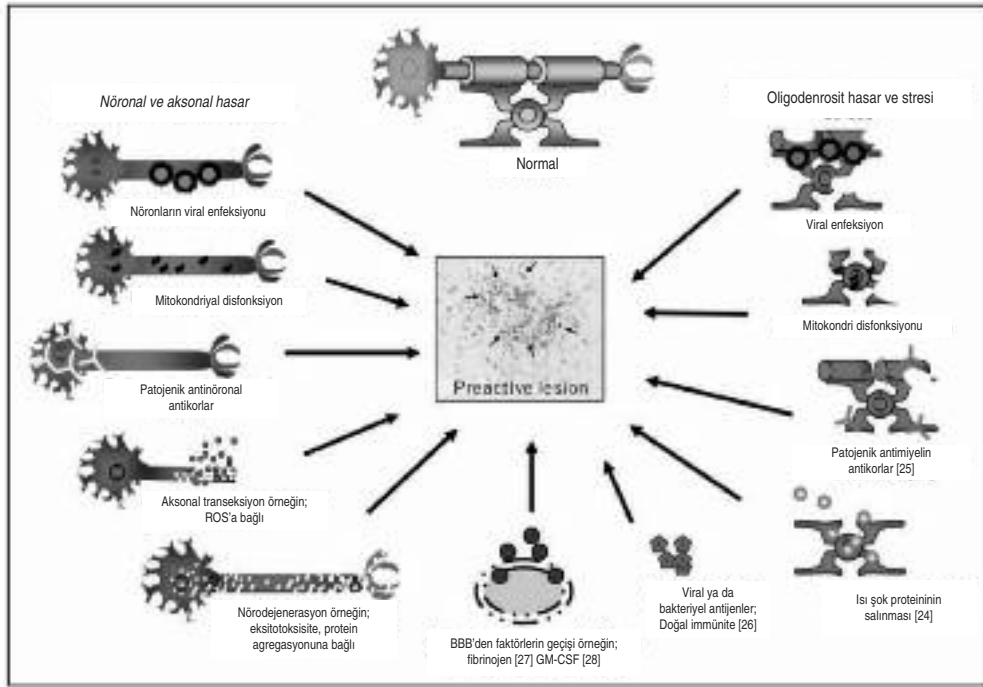 Normal
Nöronal ve aksonal hasar
Nöronların viral enfeksiyonu
Mitokondriyal disfonksiyon
Patojenik antinöronal
antikorlar
Aksonal transeksiyon örneğin;
ROS'a bağlı
Nörodejenerasyon örneğin;
eksitotoksisite, protein
agregasyonuna bağlı
Preactive lesion
BBB'den faktörlerin geçişi örneğin;
fibrinojen [27] GM-CSF [28]
Viral ya da
bakteriyel antijenler;
Doğal immünite [26]
Oligodenrosit hasar ve stresi
Viral enfeksiyon
Mitokondri disfonksiyonu
Patojenik antimiyelin
antikorlar [25]
Isı şok proteininin
salınması [24]